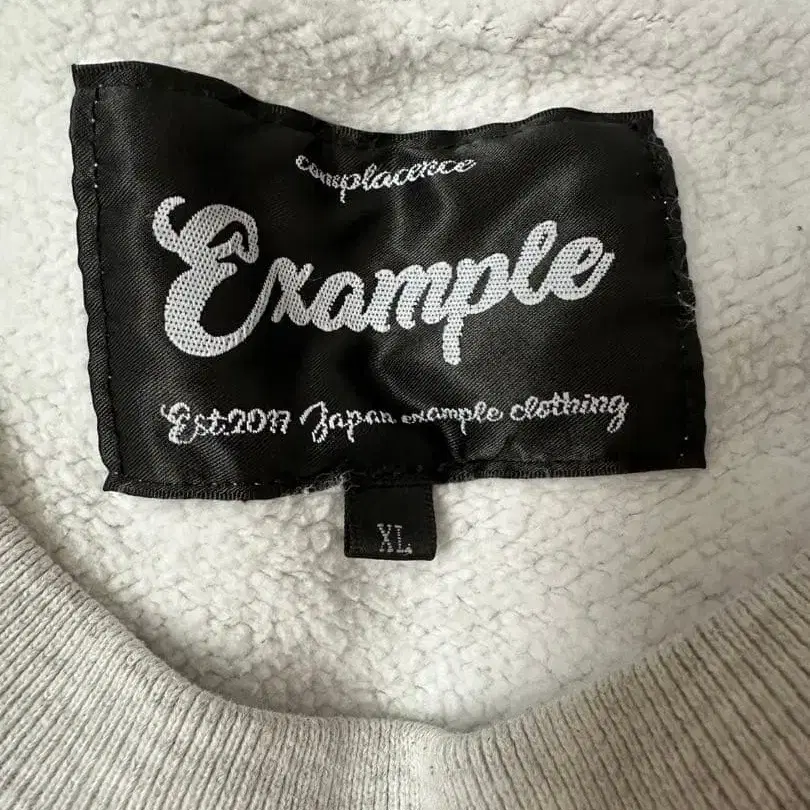 complacence
Example
Est.2017 Japan example clothing
XL